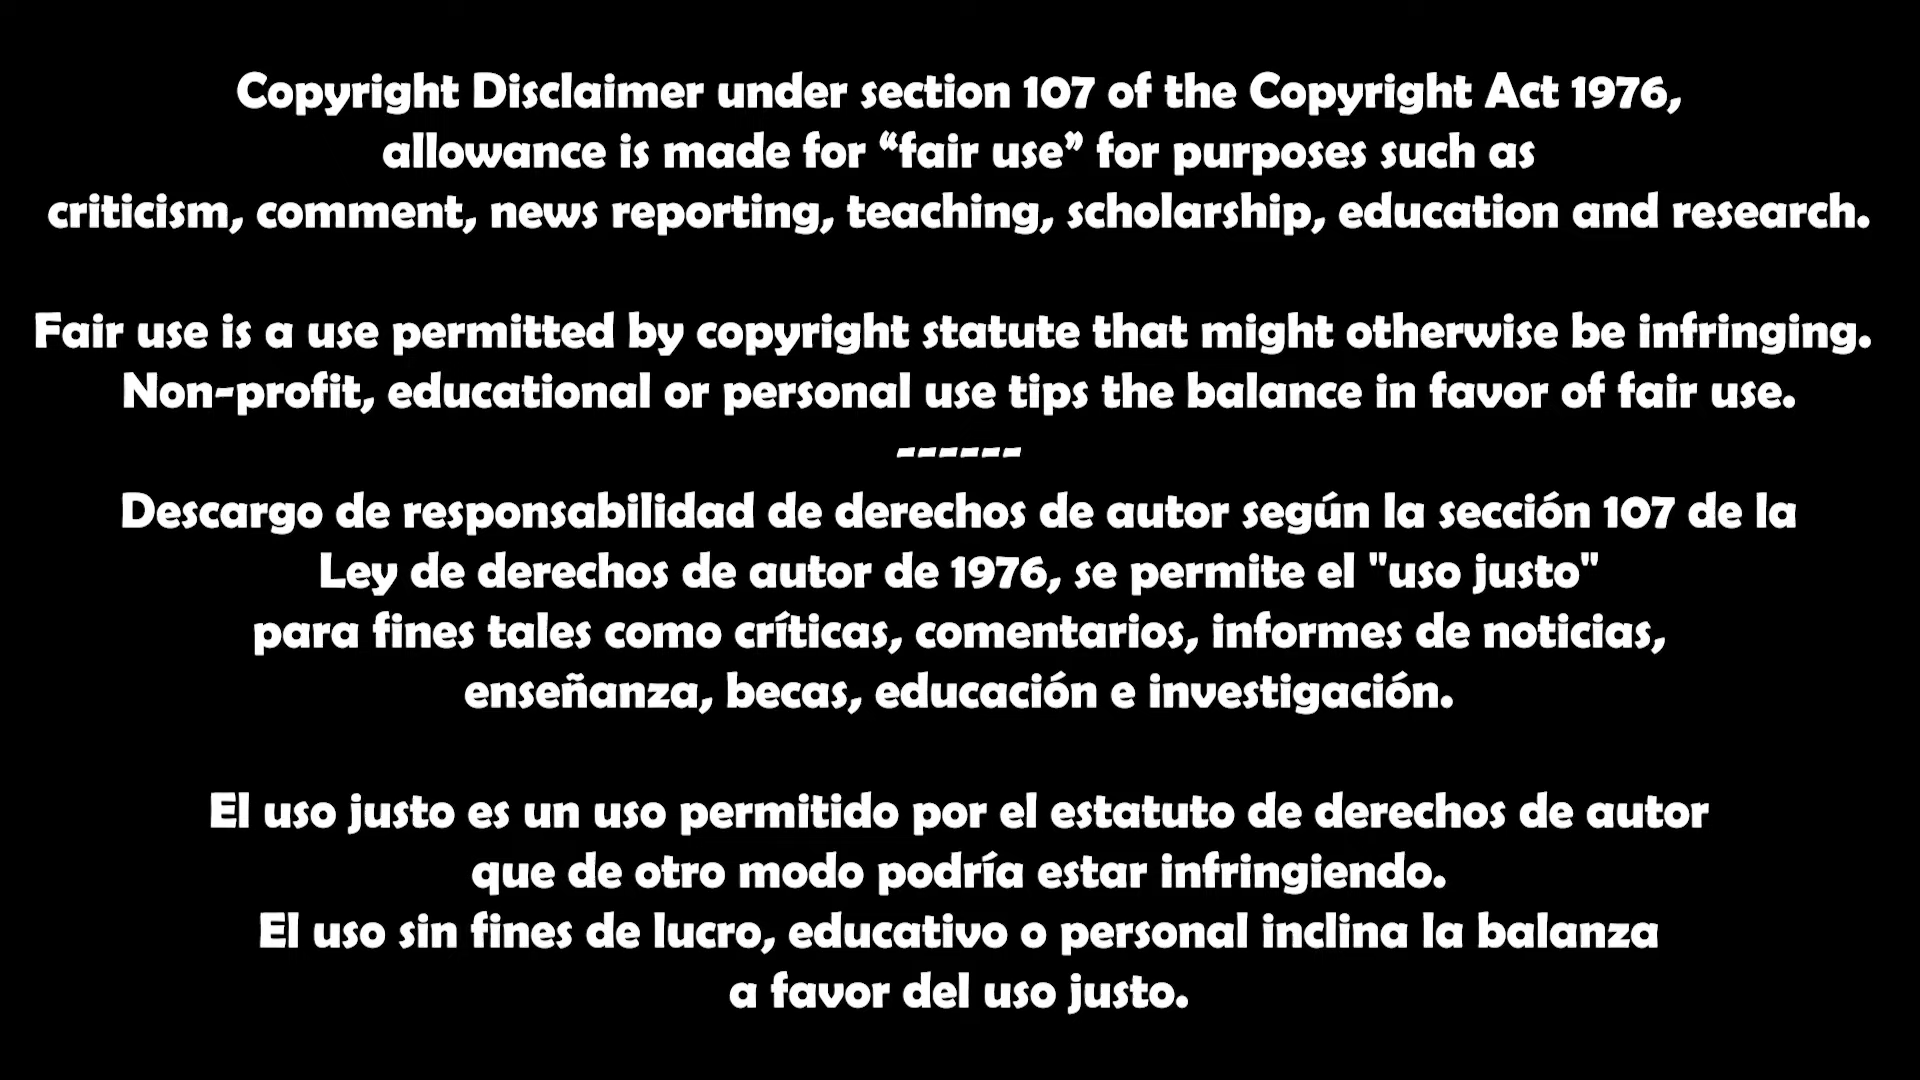 Copyright Disclaimer under section 107 of the Copyright Act 1976,
allowance is made for “fair use” for purposes such as
criticism, comment, news reporting, teaching, scholarship, education and research.
Fair use is a use permitted by copyright statute that might otherwise be infringing.
Non-profit, educational or personal use tips the balance in favor of fair use.
------
Descargo de responsabilidad de derechos de autor según la sección 107 de la
Ley de derechos de autor de 1976, se permite el "uso justo"
para fines tales como críticas, comentarios, informes de noticias,
enseñanza, becas, educación e investigación.
El uso justo es un uso permitido por el estatuto de derechos de autor
que de otro modo podría estar infringiendo.
El uso sin fines de lucro, educativo o personal inclina la balanza
a favor del uso justo.